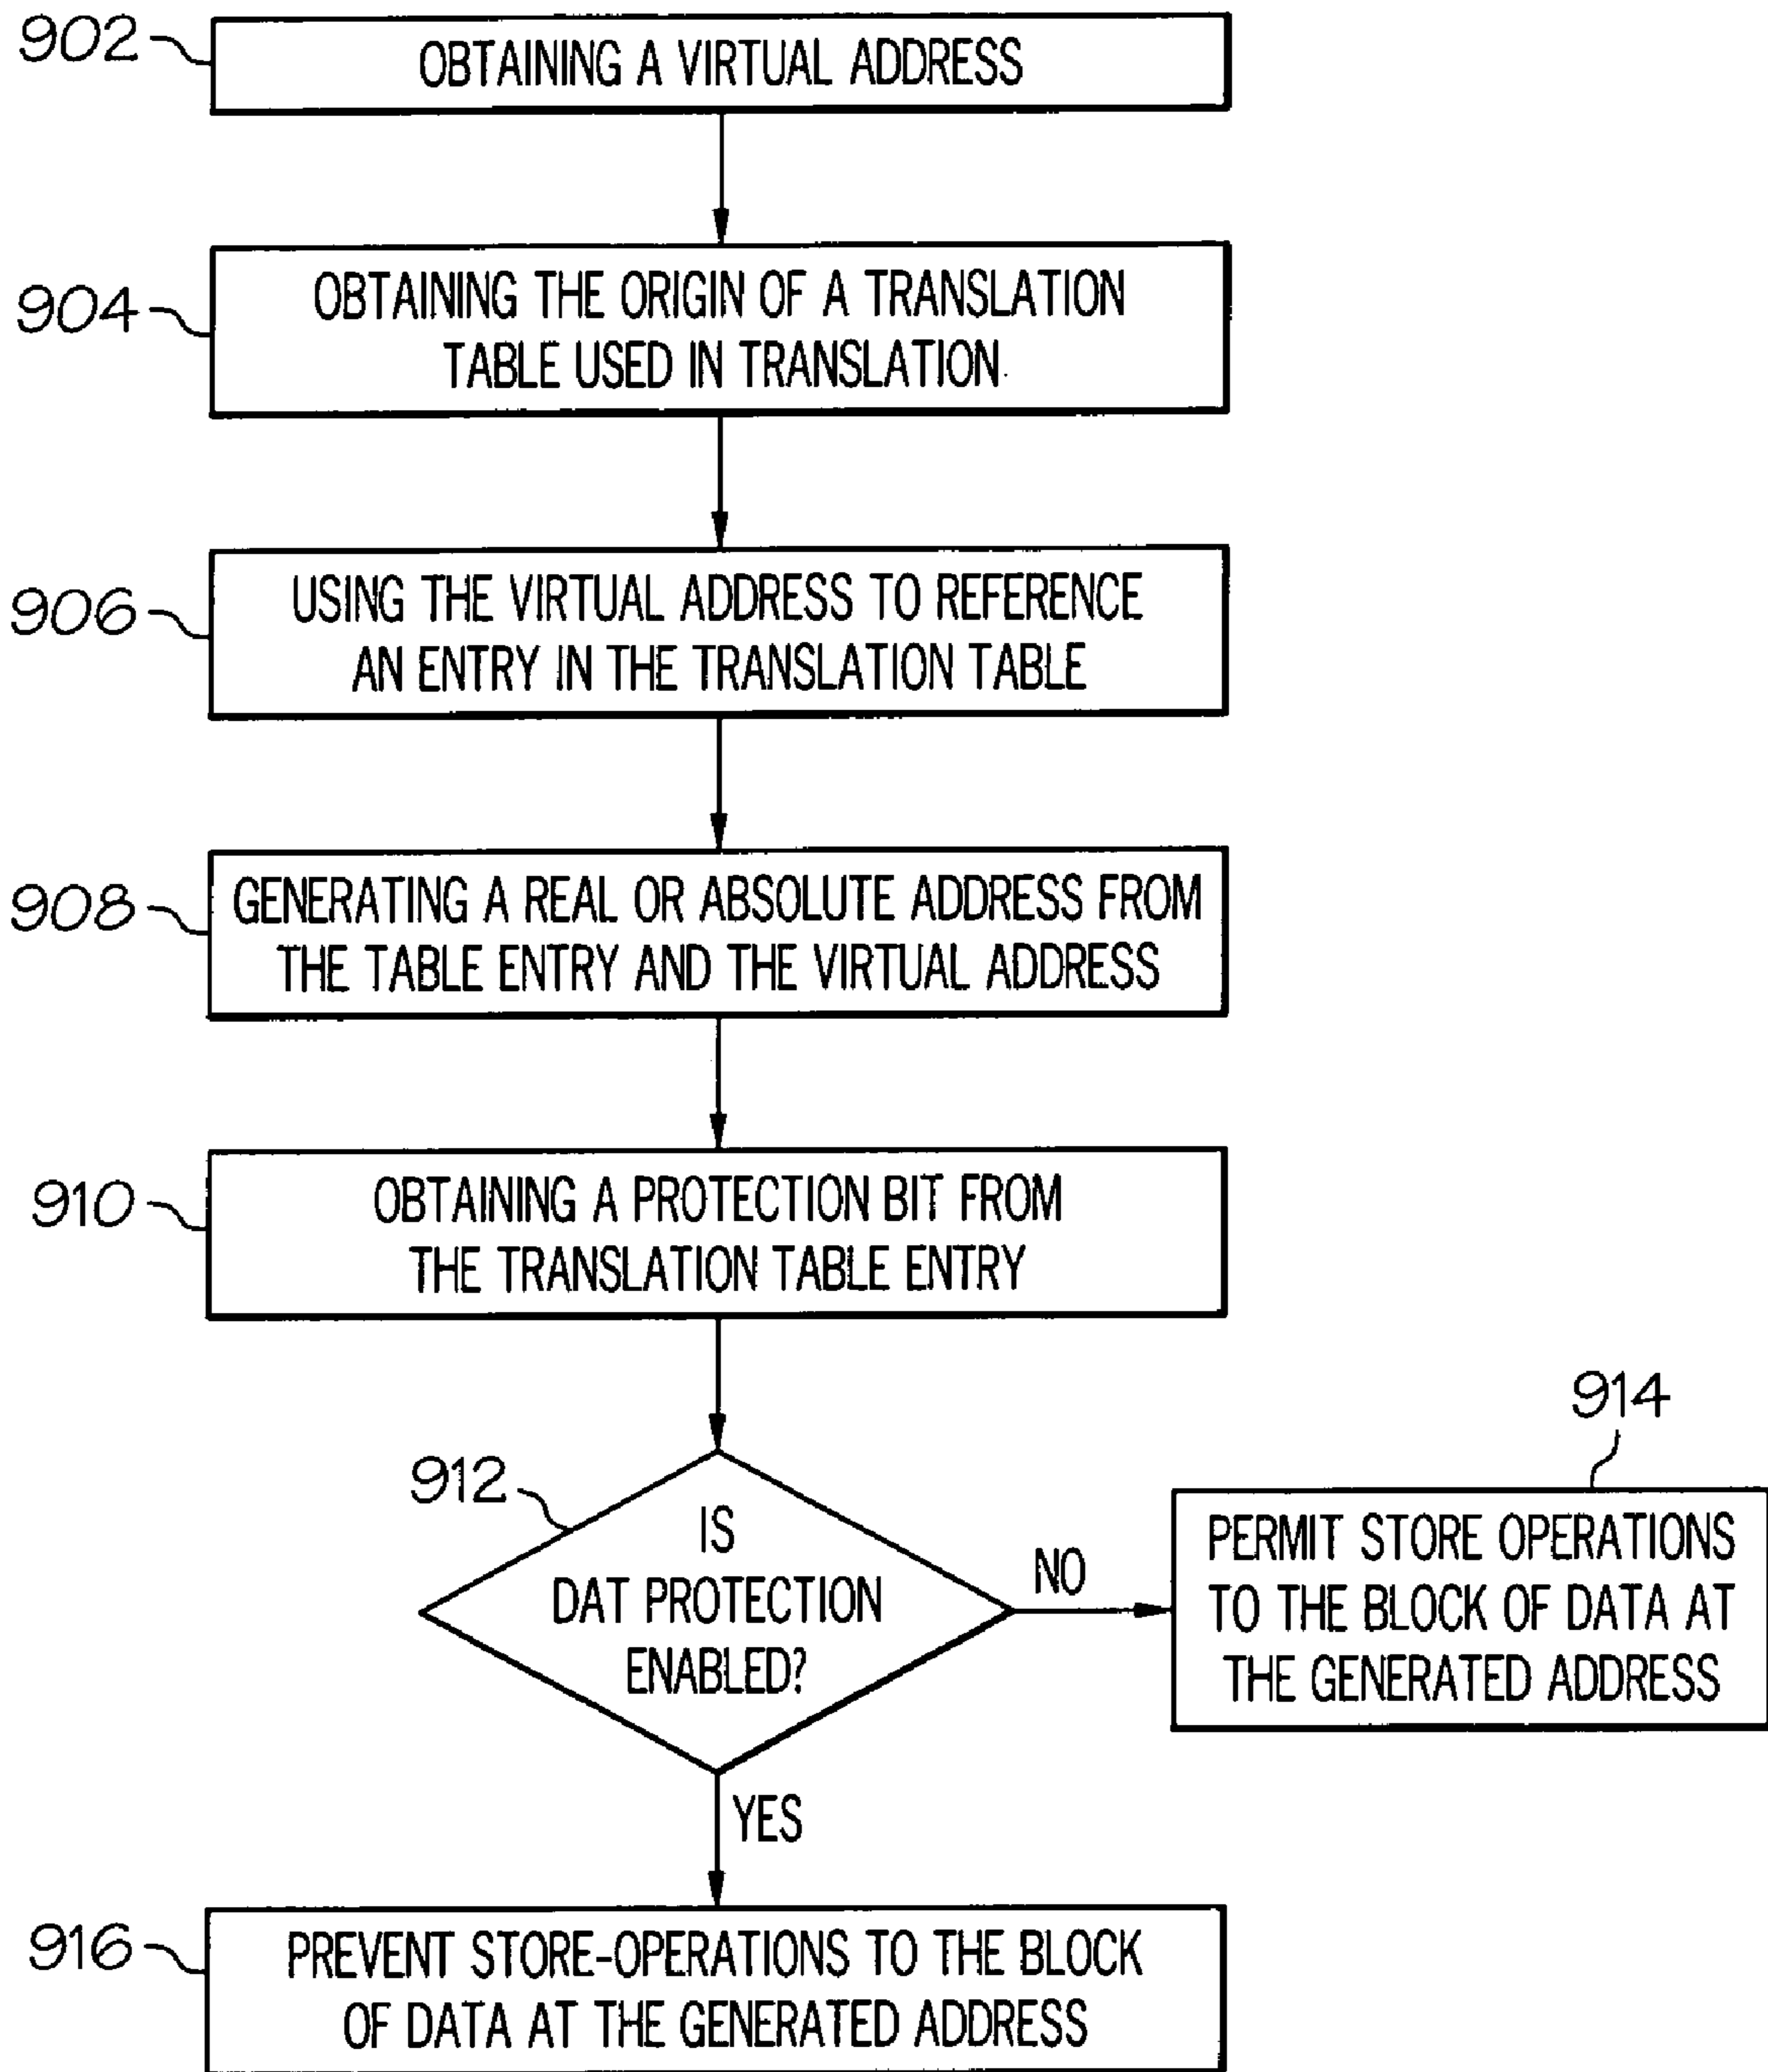 902
OBTAINING A VIRTUAL ADDRESS
904
OBTAINING THE ORIGIN OF A TRANSLATION
TABLE USED IN TRANSLATION
906
USING THE VIRTUAL ADDRESS TO REFERENCE
AN ENTRY IN THE TRANSLATION TABLE
908
GENERATING A REAL OR ABSOLUTE ADDRESS FROM
THE TABLE ENTRY AND THE VIRTUAL ADDRESS
910
OBTAINING A PROTECTION BIT FROM
THE TRANSLATION TABLE ENTRY
912
IS
DAT PROTECTION
ENABLED?
NO
914
PERMIT STORE OPERATIONS
TO THE BLOCK OF DATA AT
THE GENERATED ADDRESS
YES
916
PREVENT STORE-OPERATIONS TO THE BLOCK
OF DATA AT THE GENERATED ADDRESS